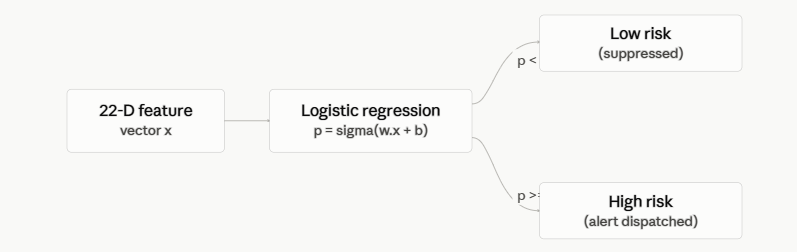 22-D feature
vector x
Logistic regression
p = sigma(w.x + b)
p <
Low risk
(suppressed)
p >=
High risk
(alert dispatched)